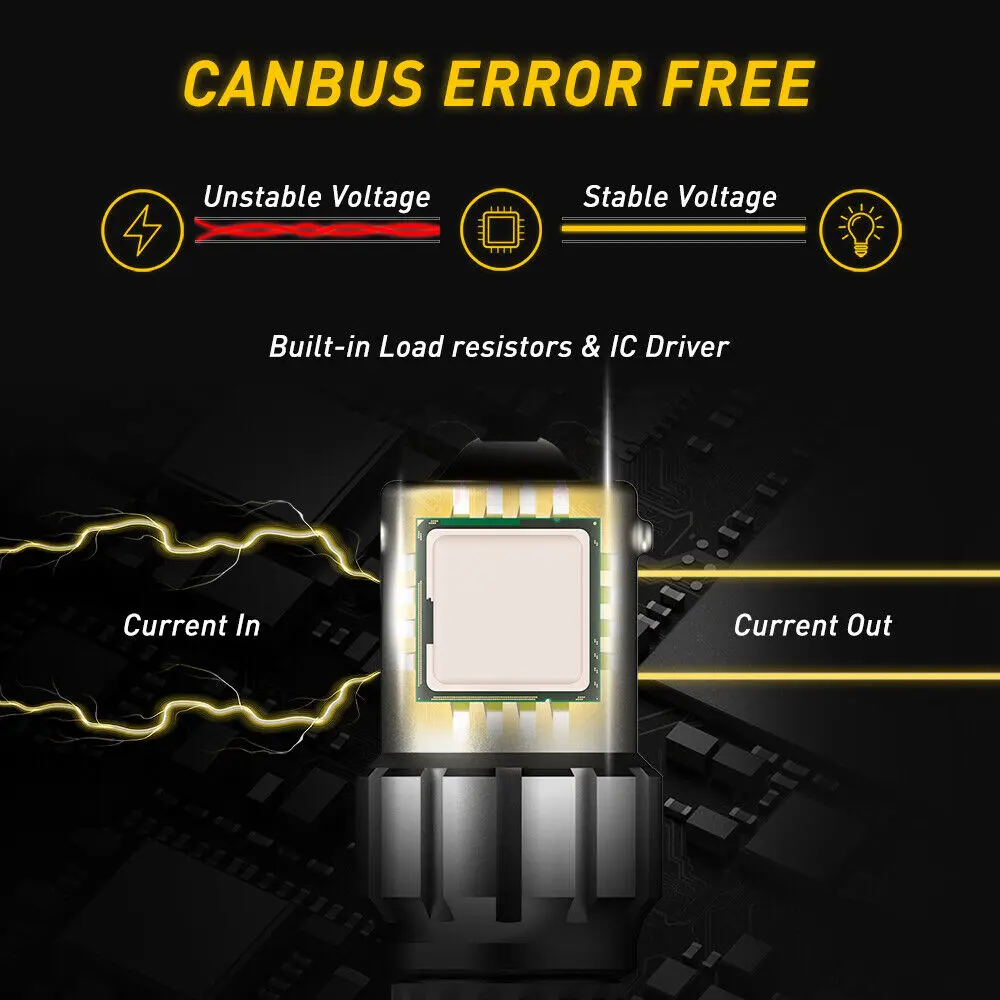 CANBUS ERROR FREE
Unstable Voltage
Stable Voltage
Built-in Load resistors & IC Driver
Current In
Current Out